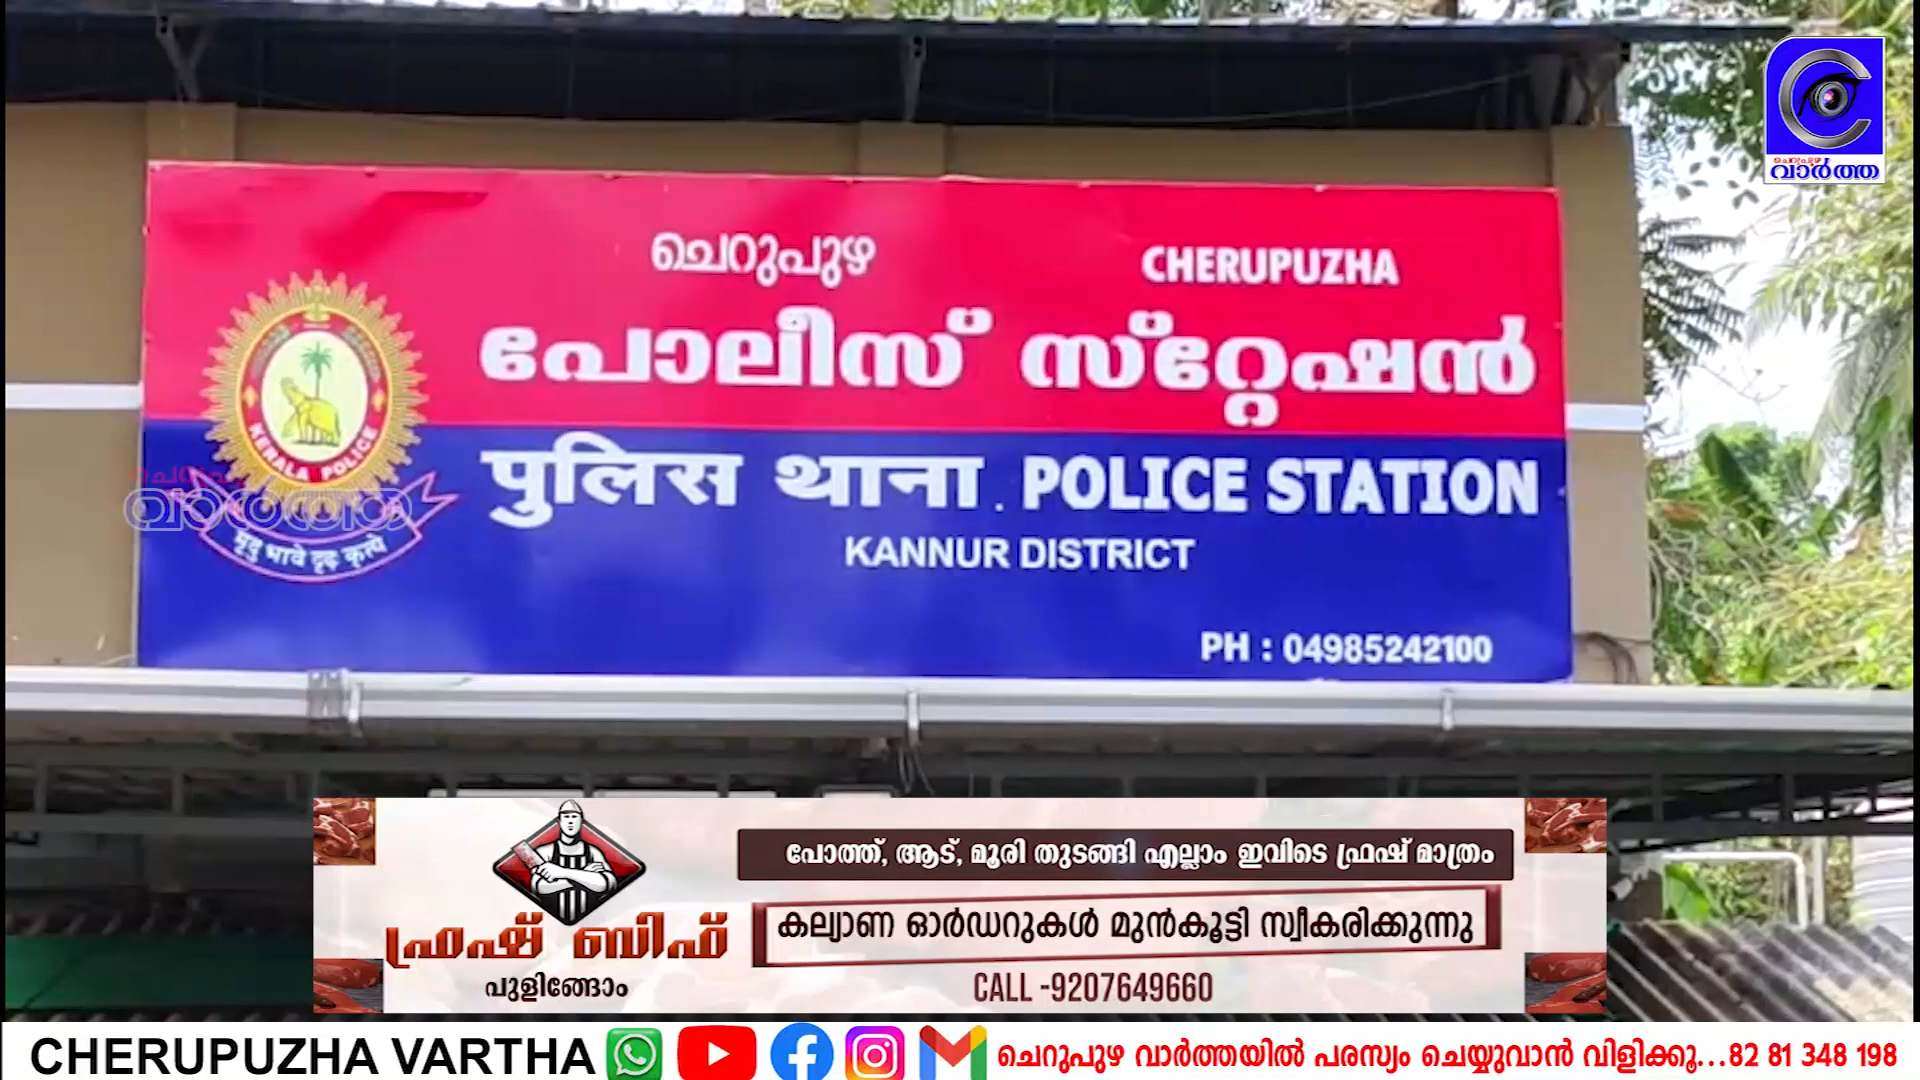 ചെറുപുഴ
വാർത്ത
ചെറുപുഴ CHERUPUZHA
പോലീസ് സ്റ്റേഷൻ
पुलिस थाना. POLICE STATION
KANNUR DISTRICT
PH : 04985242100
KERALA POLICE
मृदु भावे दृढ़ कृत्ये
വാർത്ത
പോത്ത്, ആട്, മൂരി തുടങ്ങി എല്ലാം ഇവിടെ ഫ്രഷ് മാത്രം
ഫ്രഷ് ബീഫ്
പുളിങ്ങോം
കല്യാണ ഓർഡറുകൾ മുൻകൂട്ടി സ്വീകരിക്കുന്നു
CALL -9207649660
CHERUPUZHA VARTHA ചെറുപുഴ വാർത്തയിൽ പരസ്യം ചെയ്യുവാൻ വിളിക്കൂ...82 81 348 198